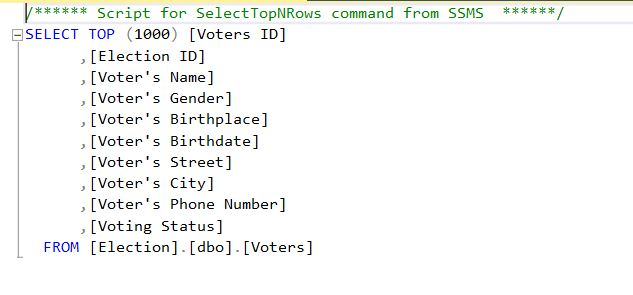 /****** Script for SelectTopNRows command from SSMS  ******/
SELECT TOP (1000) [Voters ID]
,[Election ID]
,[Voter's Name]
,[Voter's Gender]
,[Voter's Birthplace]
,[Voter's Birthdate]
,[Voter's Street]
,[Voter's City]
,[Voter's Phone Number]
,[Voting Status]
FROM [Election].[dbo].[Voters]